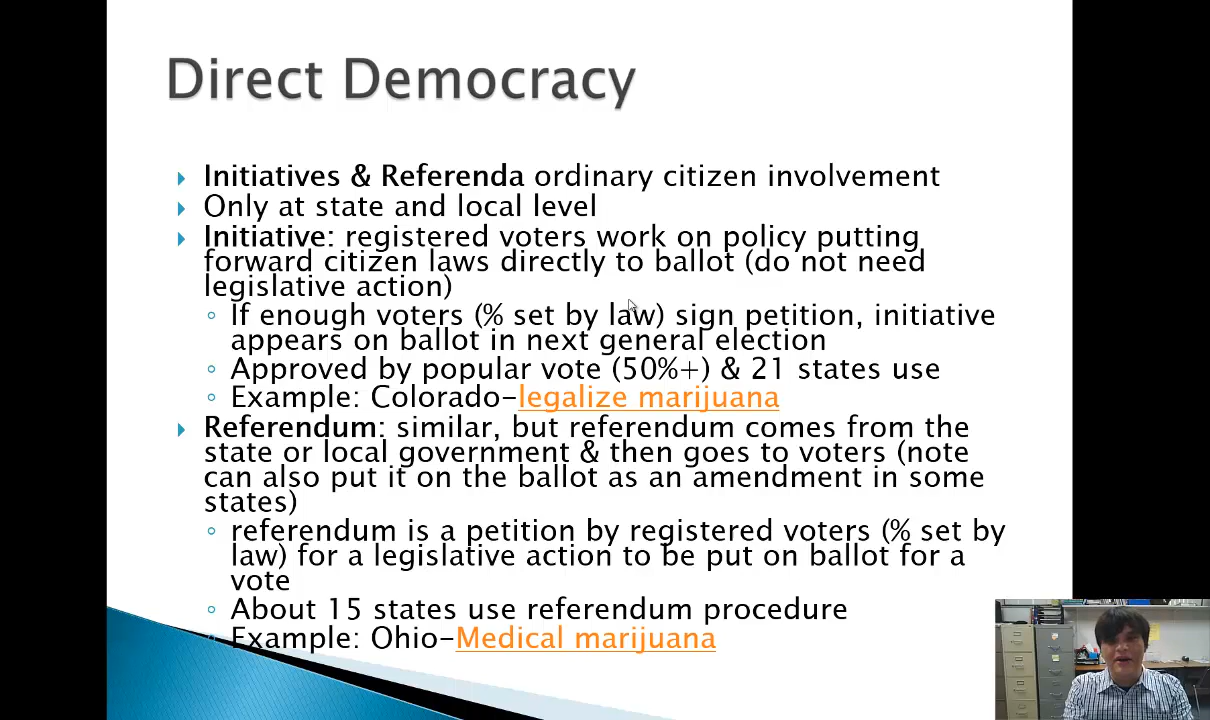 Direct Democracy
Initiatives & Referenda ordinary citizen involvement
Only at state and local level
Initiative: registered voters work on policy putting
forward citizen laws directly to ballot (do not need
legislative action)
If enough voters (% set by law) sign petition, initiative
appears on ballot in next general election
Approved by popular vote (50%+) & 21 states use
Example: Colorado-legalize marijuana
Referendum: similar, but referendum comes from the
state or local government & then goes to voters (note
can also put it on the ballot as an amendment in some
states)
referendum is a petition by registered voters (% set by
law) for a legislative action to be put on ballot for a
vote
About 15 states use referendum procedure
Example: Ohio-Medical marijuana